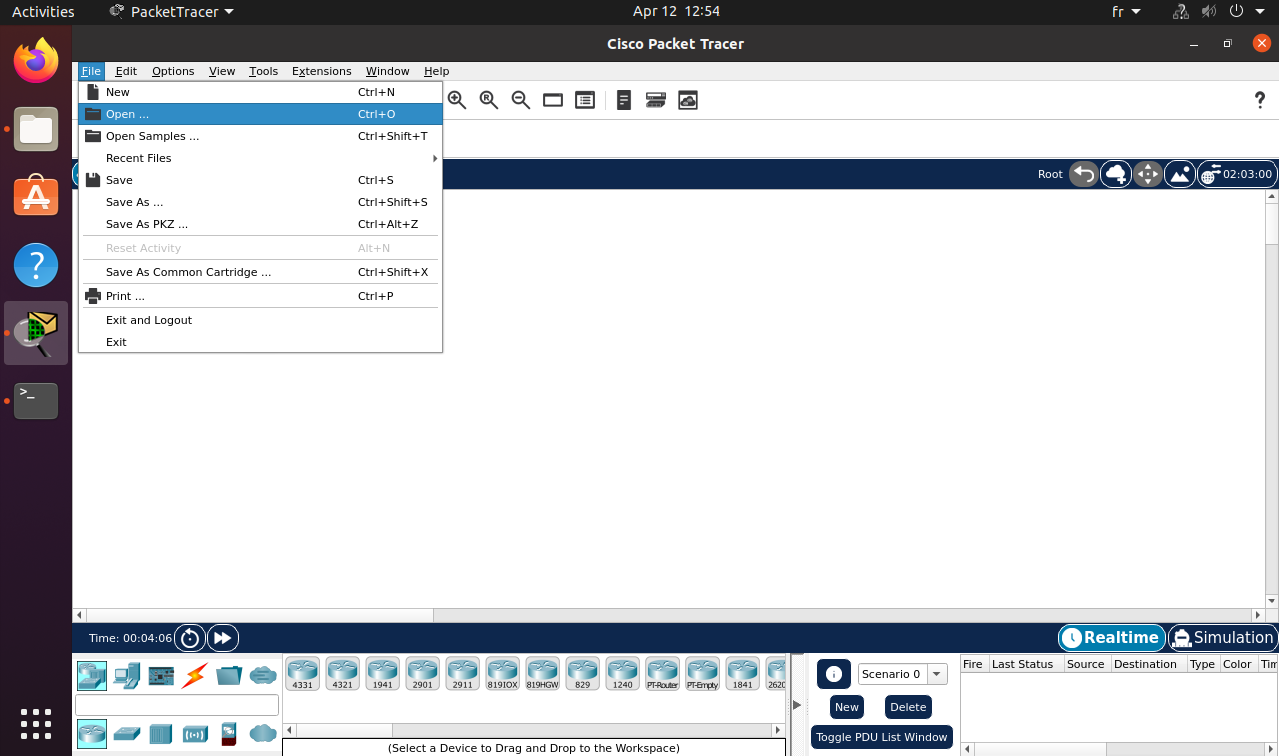 Activities PacketTracer Apr 12 12:54 fr
Cisco Packet Tracer
File Edit Options View Tools Extensions Window Help
New Ctrl+N
Open ... Ctrl+O
Open Samples ... Ctrl+Shift+T
Recent Files
Save Ctrl+S
Save As ... Ctrl+Shift+S
Save As PKZ ... Ctrl+Alt+Z
Reset Activity Alt+N
Save As Common Cartridge ... Ctrl+Shift+X
Print ... Ctrl+P
Exit and Logout
Exit
Root 02:03:00
Time: 00:04:06 Realtime Simulation
4331 4321 1941 2901 2911 819IOX 819HGW 829 1240 PT-Router PT-Empty 1841 2620
(Select a Device to Drag and Drop to the Workspace)
Scenario 0
New Delete
Toggle PDU List Window
Fire Last Status Source Destination Type Color Tim